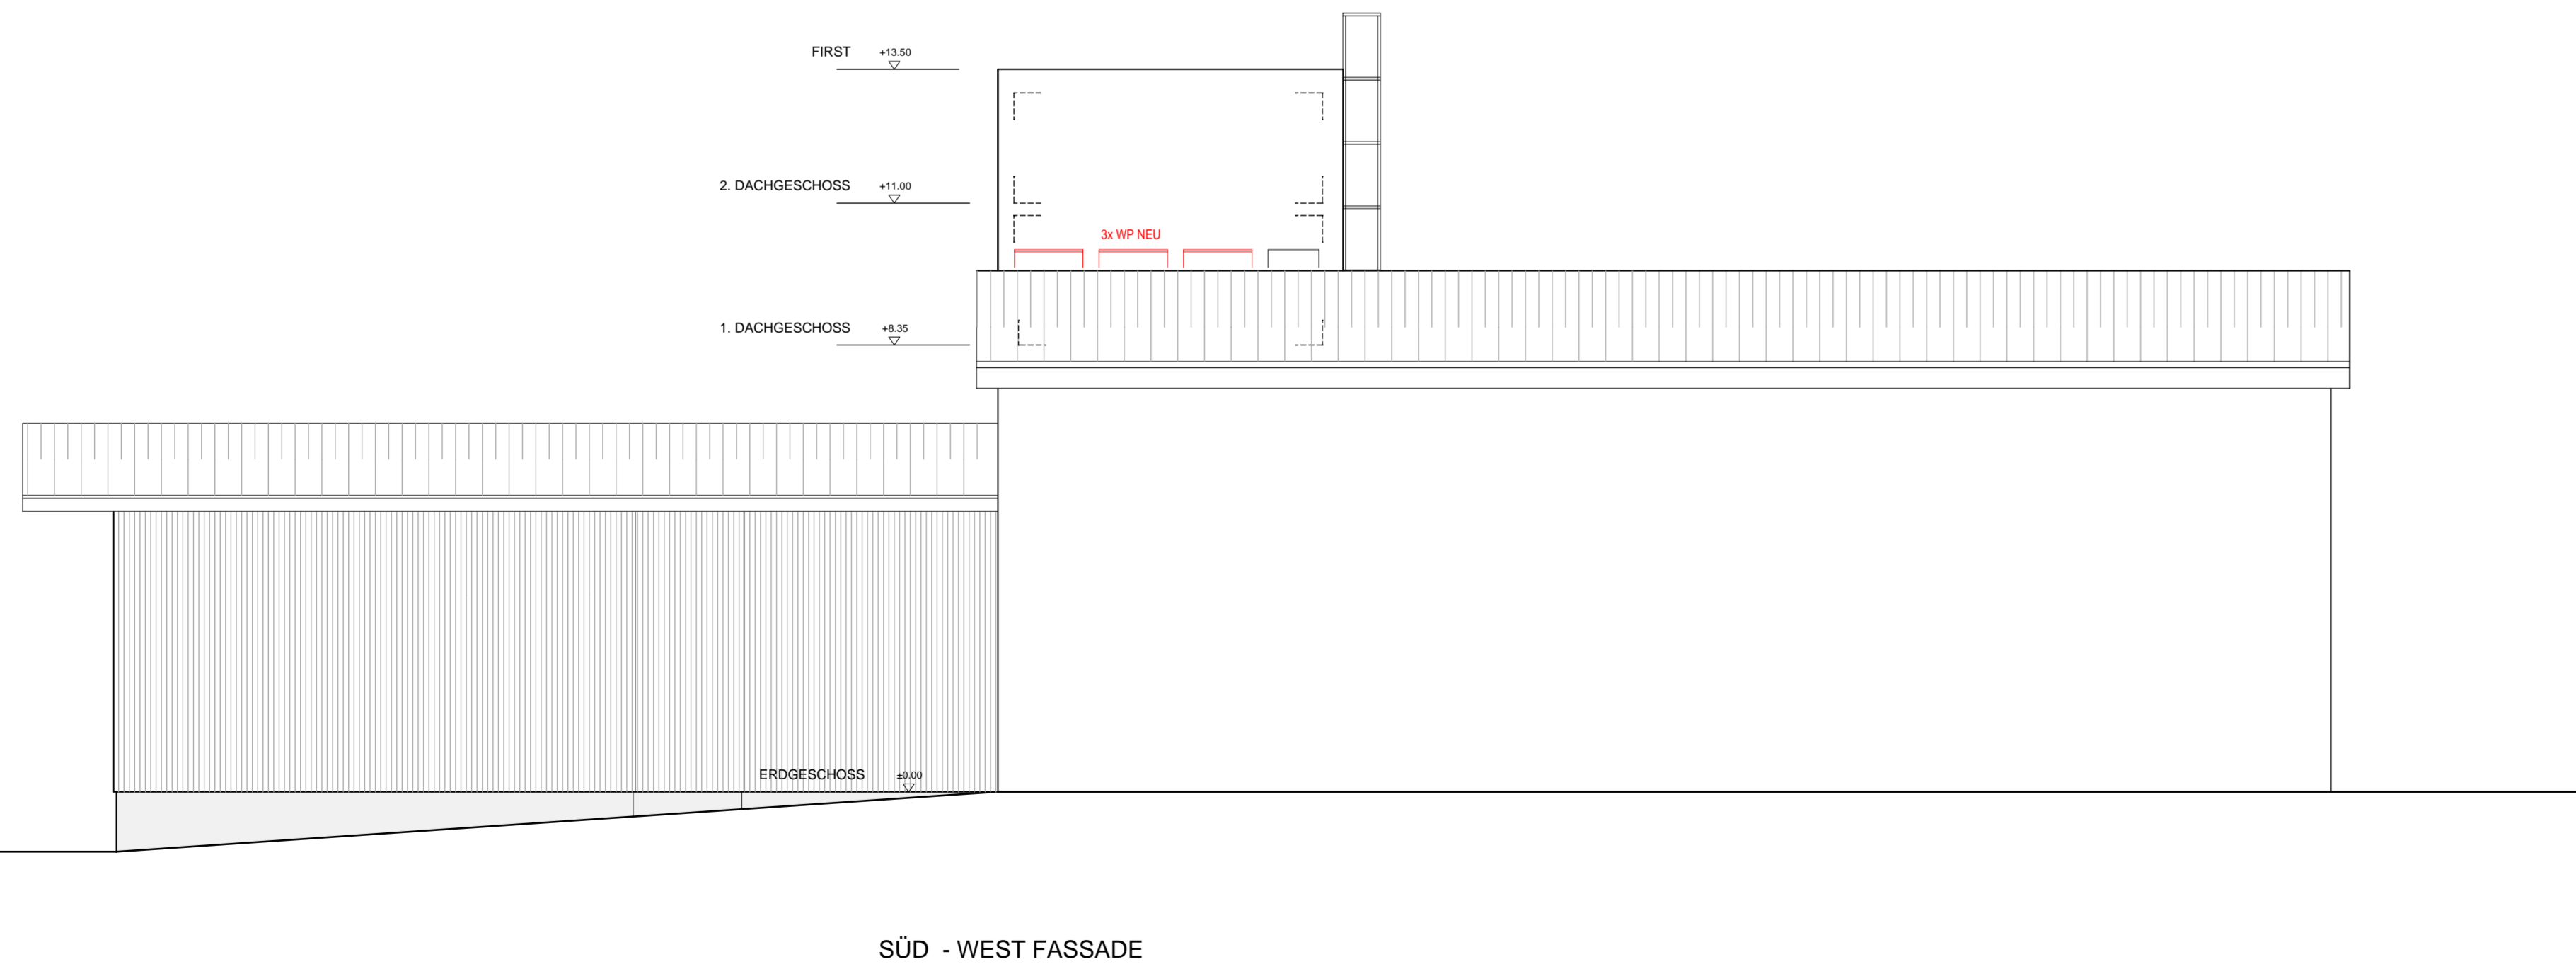 FIRST +13.50
2. DACHGESCHOSS +11.00
3x WP NEU
1. DACHGESCHOSS +8.35
ERDGESCHOSS ±0.00
SÜD - WEST FASSADE